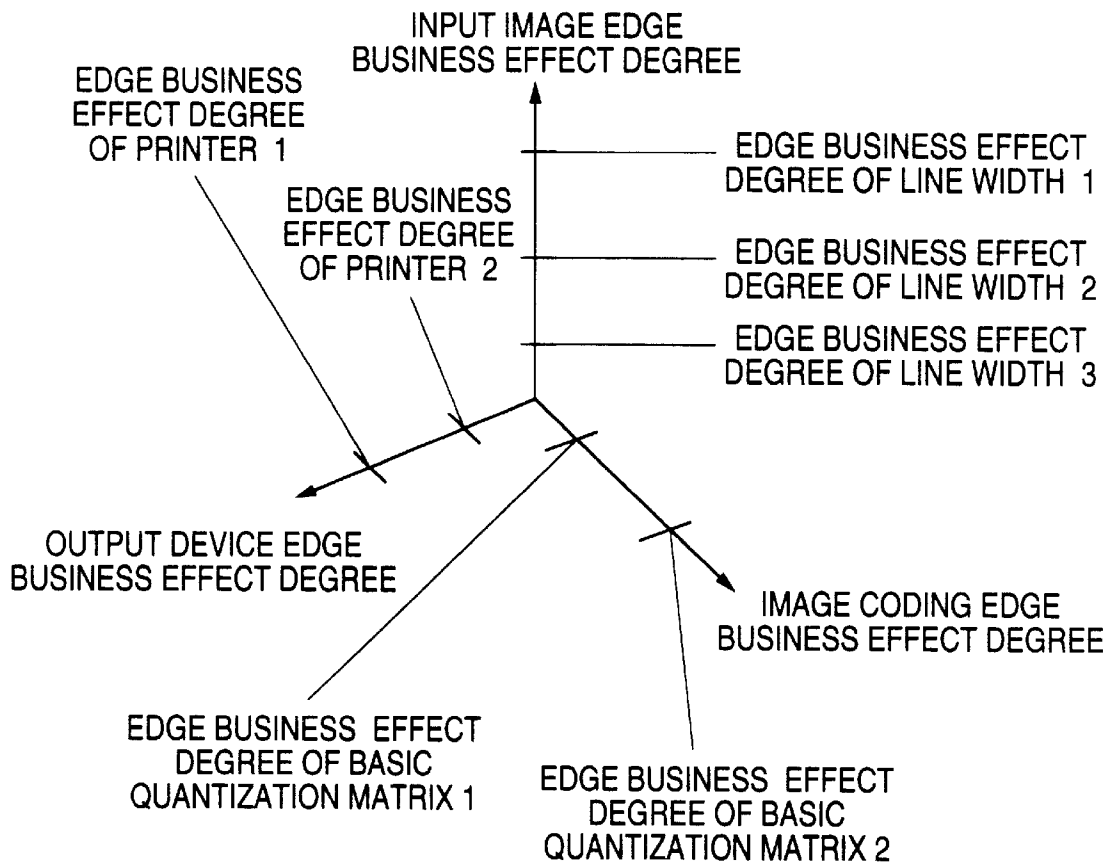 INPUT IMAGE EDGE
BUSINESS EFFECT DEGREE
EDGE BUSINESS
EFFECT DEGREE
OF PRINTER 1
EDGE BUSINESS EFFECT
DEGREE OF LINE WIDTH 1
EDGE BUSINESS
EFFECT DEGREE
OF PRINTER 2
EDGE BUSINESS EFFECT
DEGREE OF LINE WIDTH 2
EDGE BUSINESS EFFECT
DEGREE OF LINE WIDTH 3
OUTPUT DEVICE EDGE
BUSINESS EFFECT DEGREE
IMAGE CODING EDGE
BUSINESS EFFECT DEGREE
EDGE BUSINESS EFFECT
DEGREE OF BASIC
QUANTIZATION MATRIX 1
EDGE BUSINESS EFFECT
DEGREE OF BASIC
QUANTIZATION MATRIX 2